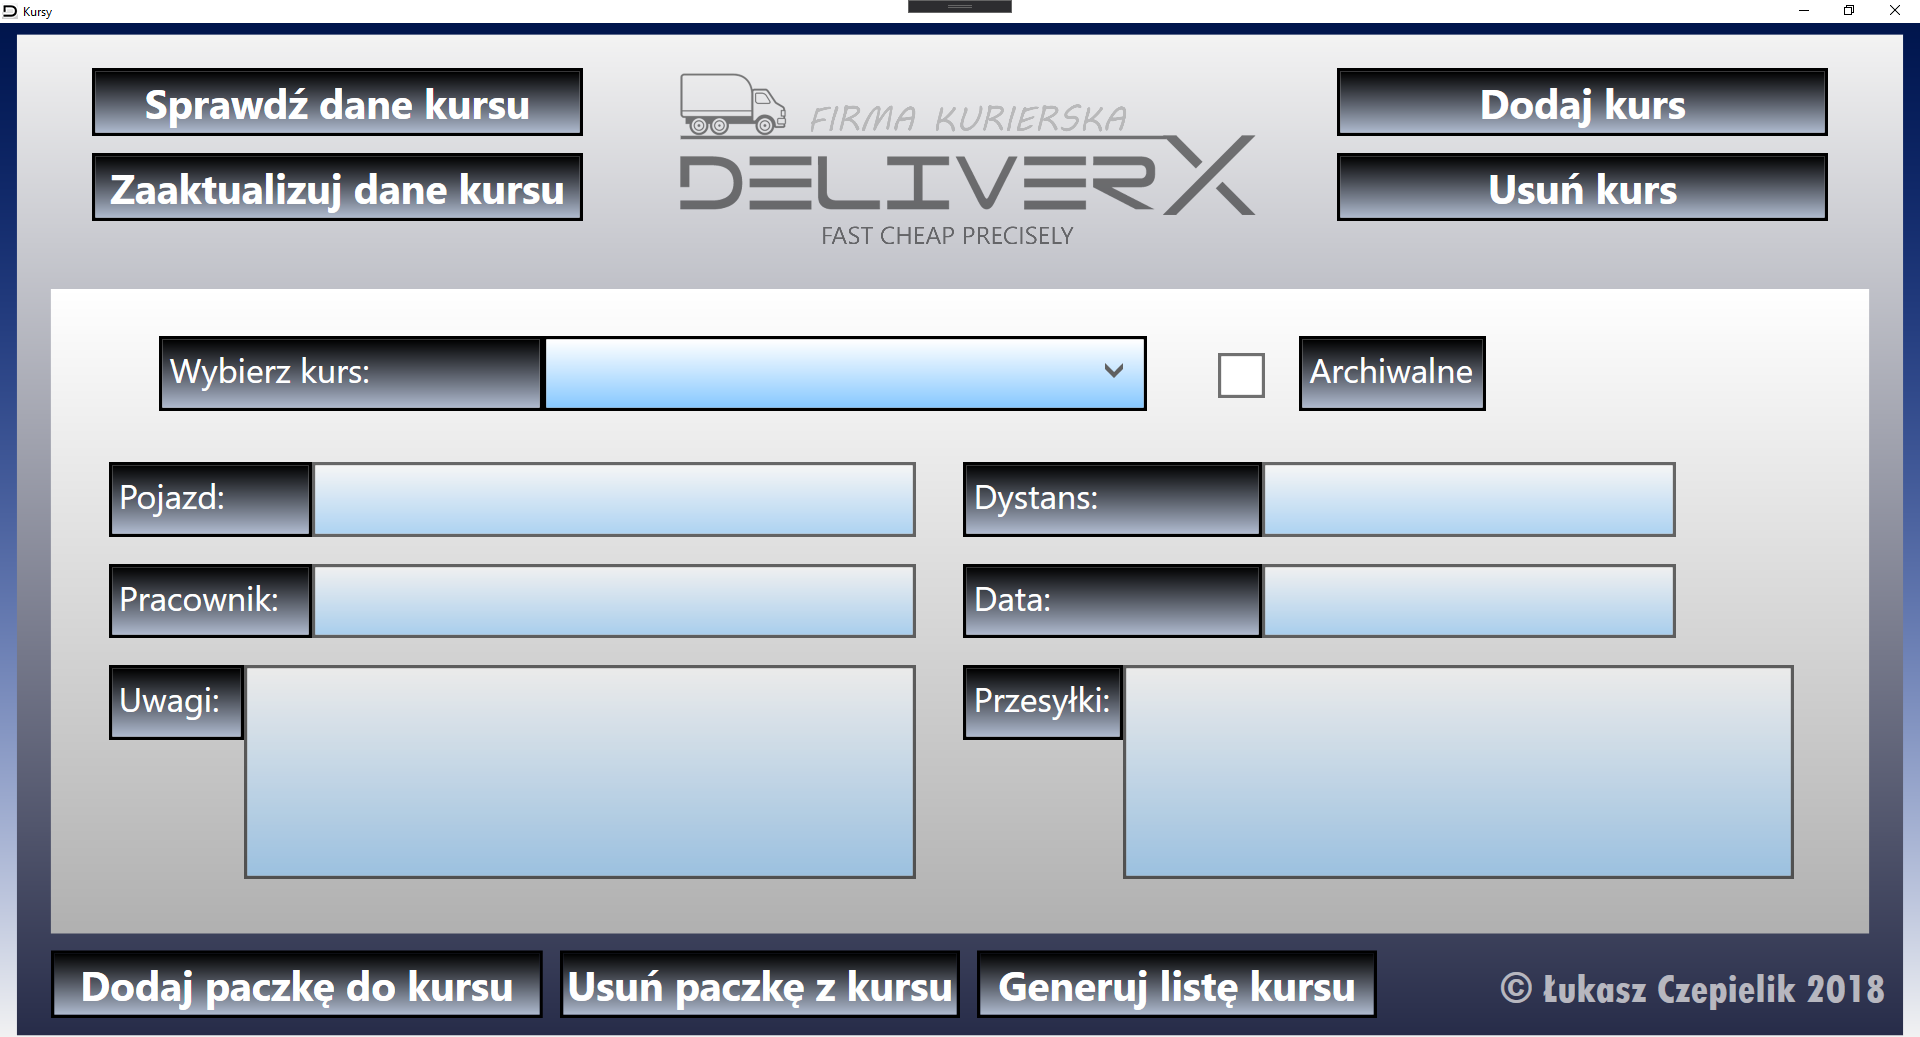 Kursy
Sprawdź dane kursu
Zaaktualizuj dane kursu
FIRMA KURIERSKA
DELIVERX
FAST CHEAP PRECISELY
Dodaj kurs
Usuń kurs
Wybierz kurs:
Archiwalne
Pojazd:
Dystans:
Pracownik:
Data:
Uwagi:
Przesyłki:
Dodaj paczkę do kursu
Usuń paczkę z kursu
Generuj listę kursu
© Łukasz Czepielik 2018